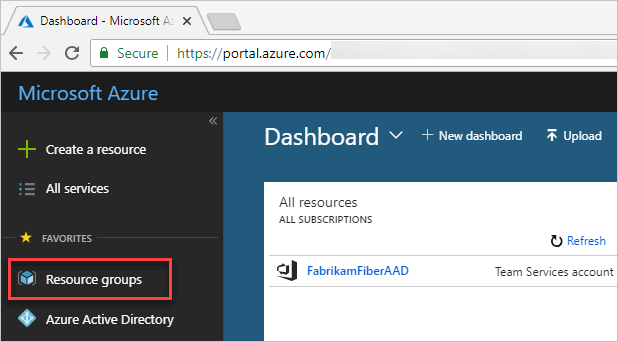 Dashboard - Microsoft Az
Secure
https://portal.azure.com/
Microsoft Azure
«
Create a resource
All services
FAVORITES
Resource groups
Azure Active Directory
Dashboard
+ New dashboard
Upload
All resources
ALL SUBSCRIPTIONS
Refresh
FabrikamFiberAAD
Team Services account